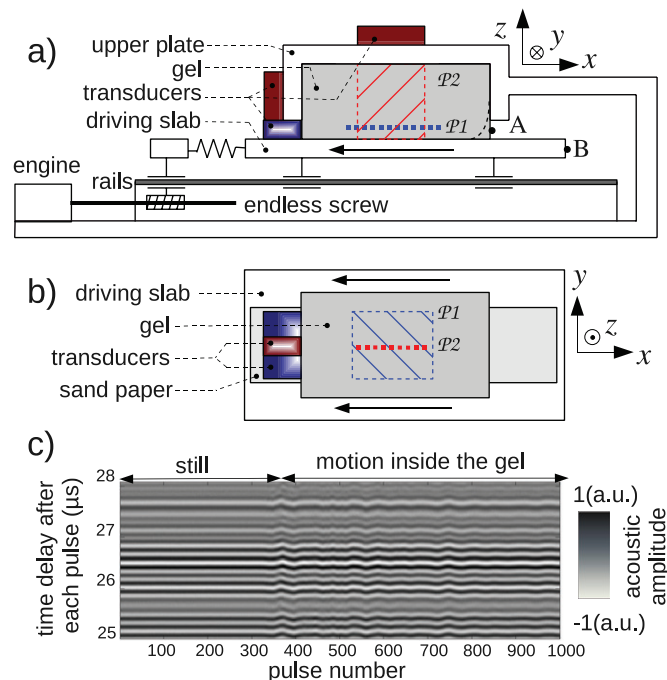 a)
upper plate
gel
transducers
driving slab
engine
rails
endless screw
P2
P1
A
B
z
y
x
b)
driving slab
gel
transducers
sand paper
P1
P2
y
z
x
c)
still
motion inside the gel
time delay after
each pulse (µs)
28
27
26
25
100 200 300 400 500 600 700 800 900 1000
pulse number
1(a.u.)
-1(a.u.)
acoustic
amplitude